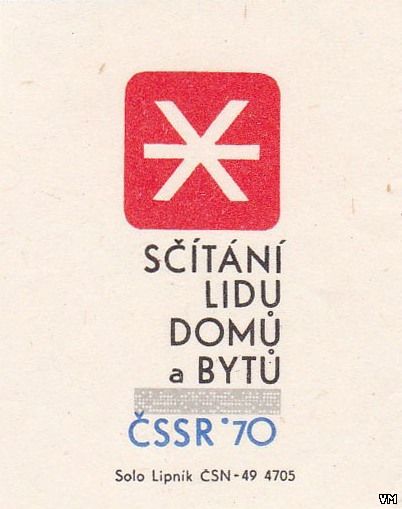 SČÍTÁNÍ
LIDU
DOMŮ
a BYTŮ
ČSSR '70
Solo Lipník ČSN-49 4705
VM